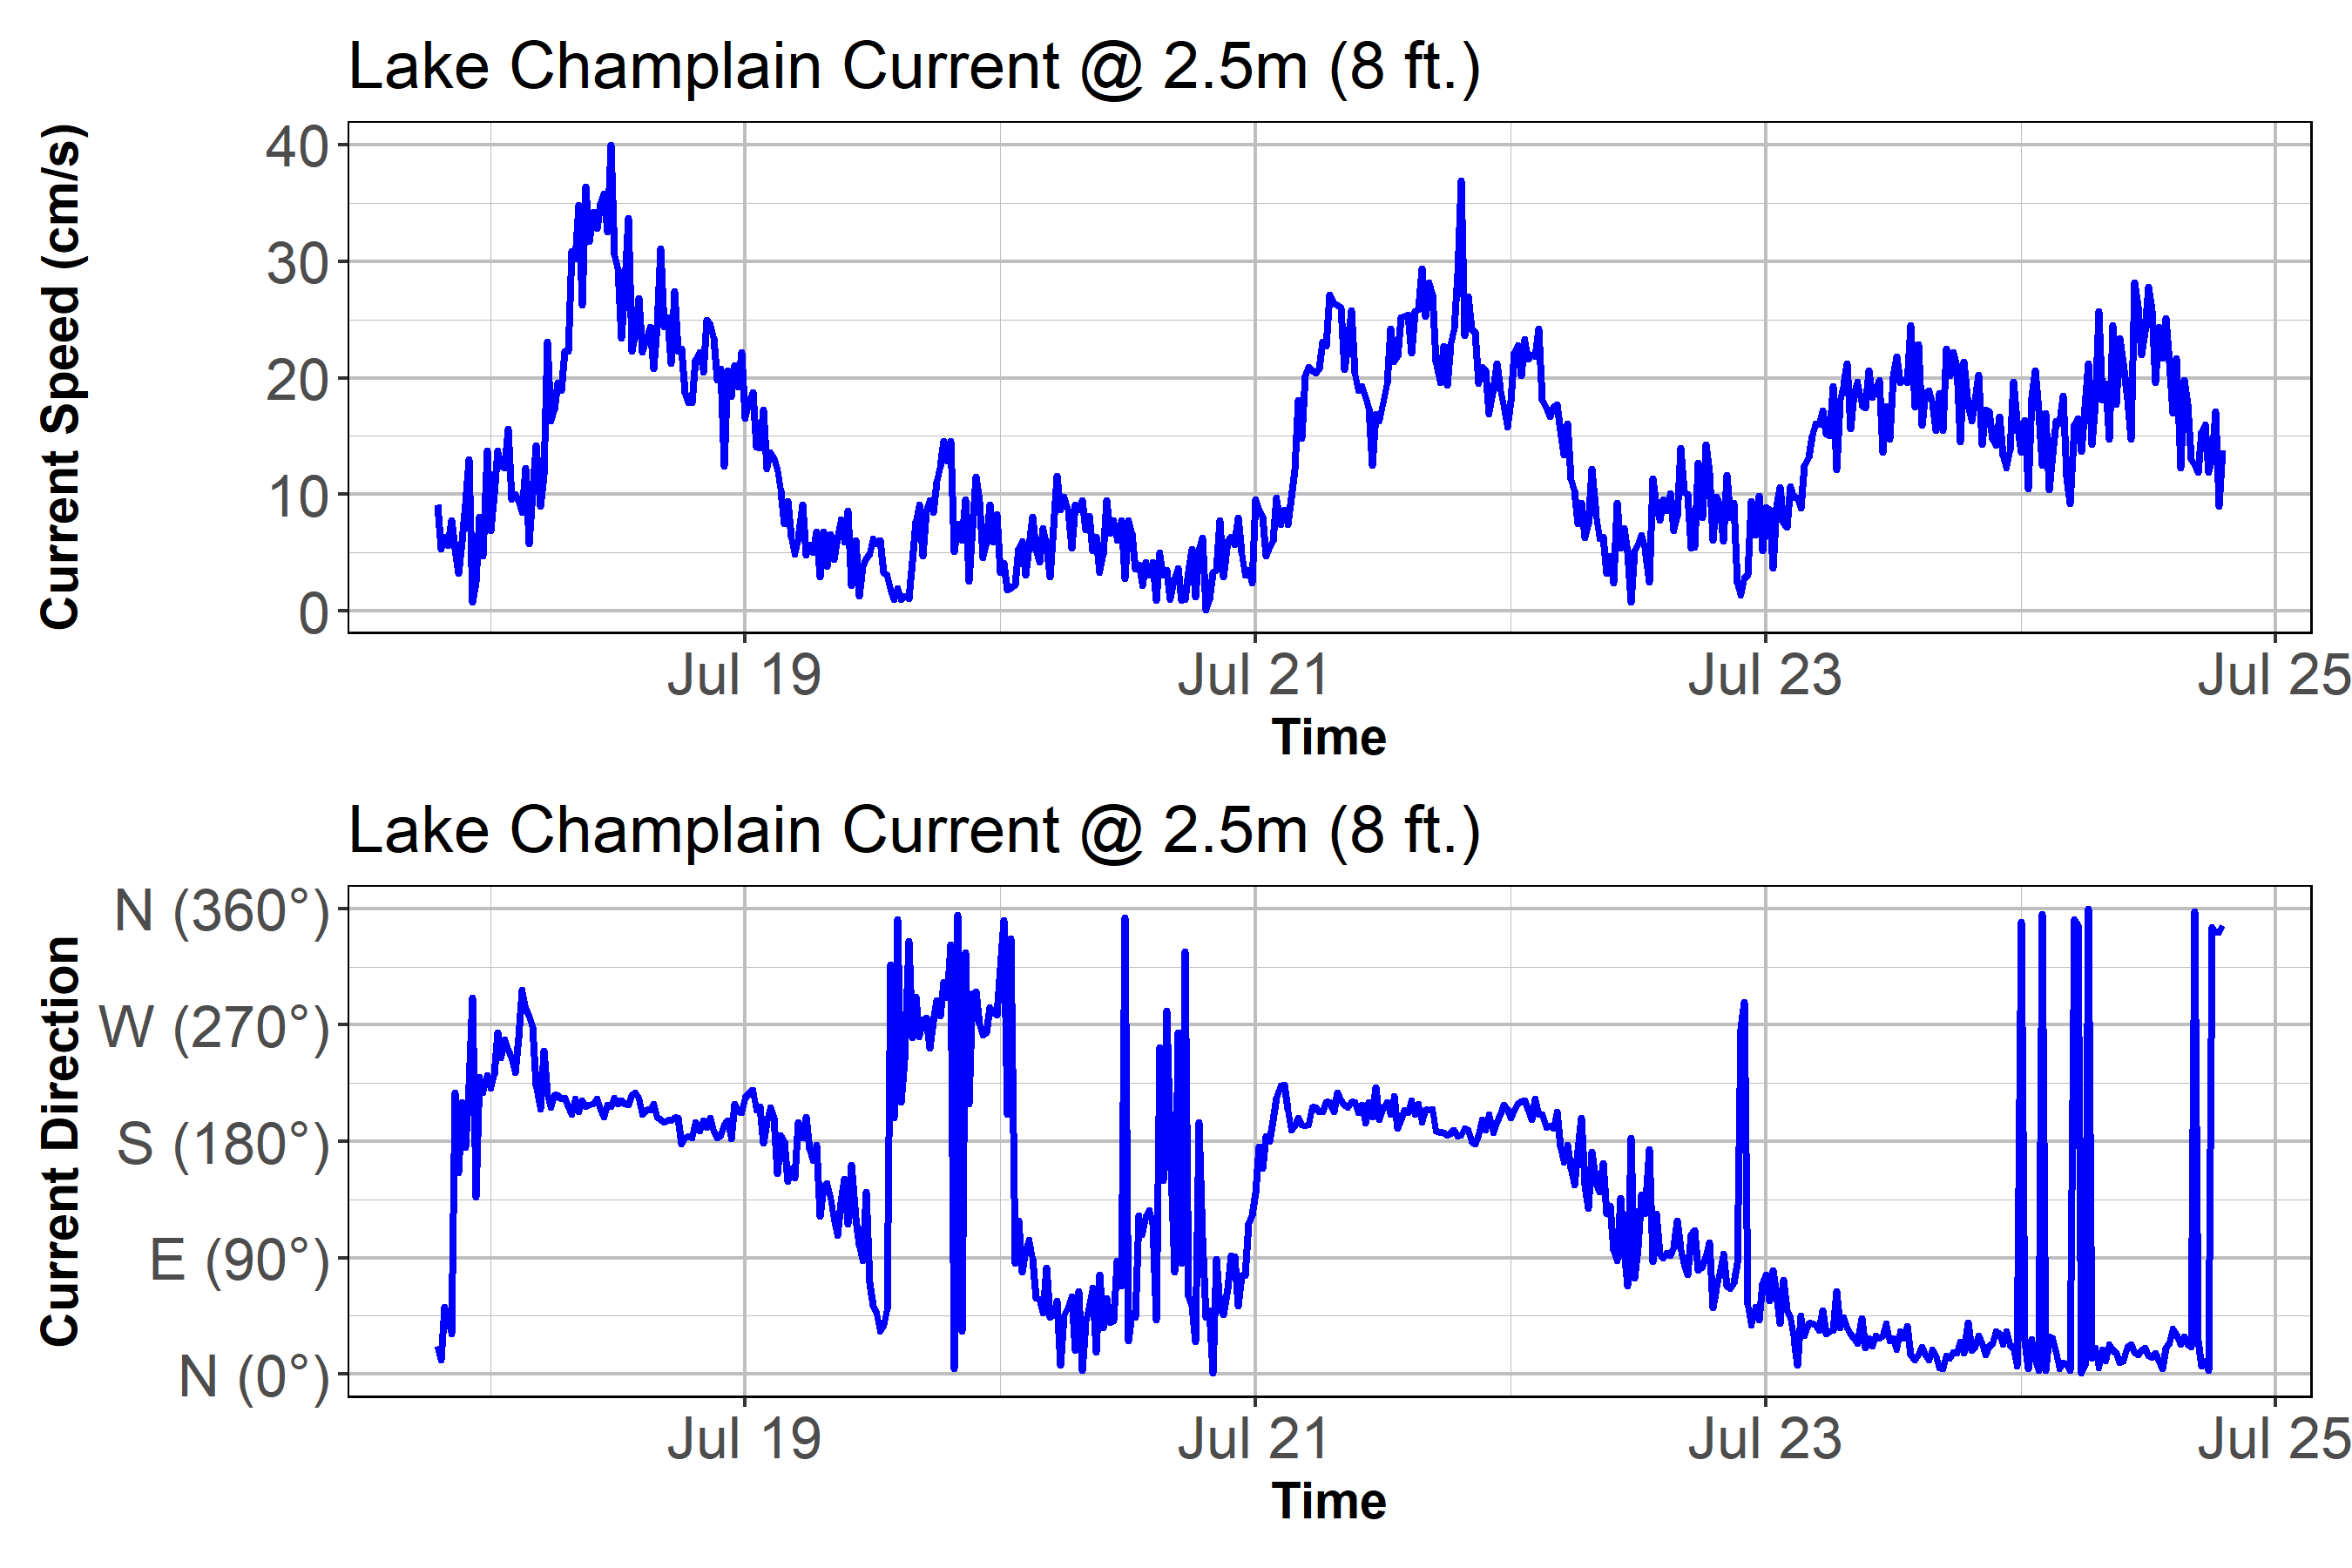 Lake Champlain Current @ 2.5m (8 ft.)
Current Speed (cm/s)
40
30
20
10
0
Jul 19 Jul 21 Jul 23 Jul 25
Time
Lake Champlain Current @ 2.5m (8 ft.)
Current Direction
N (360°)
W (270°)
S (180°)
E (90°)
N (0°)
Jul 19 Jul 21 Jul 23 Jul 25
Time